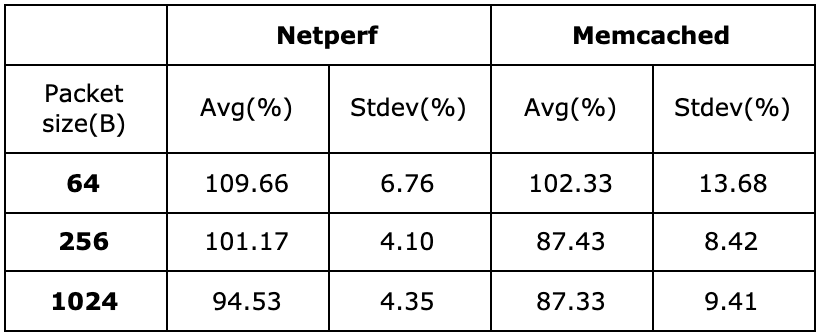 Netperf Memcached
Packet
size(B) Avg(%) Stdev(%) Avg(%) Stdev(%)
64 109.66 6.76 102.33 13.68
256 101.17 4.10 87.43 8.42
1024 94.53 4.35 87.33 9.41